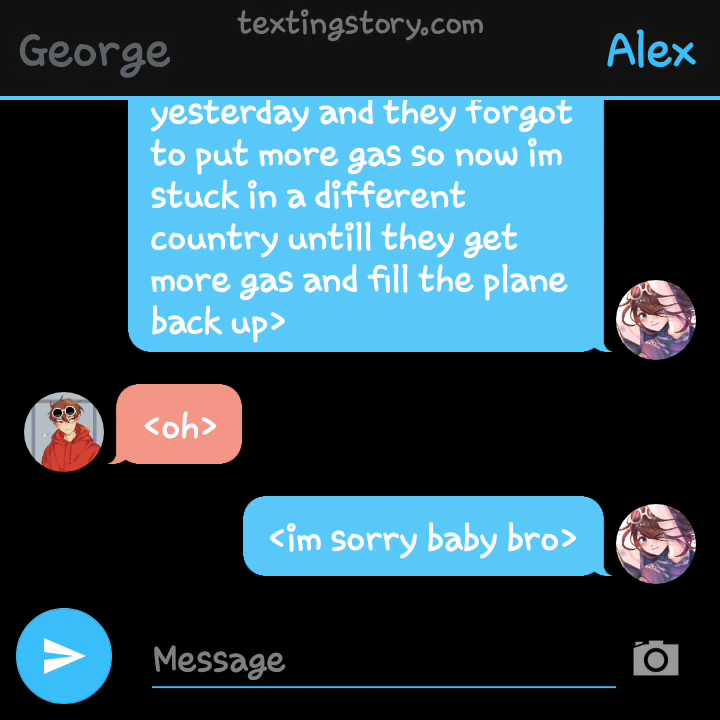 textingstory.com
George
Alex
yesterday and they forgot
to put more gas so now im
stuck in a different
country untill they get
more gas and fill the plane
back up>
<oh>
<im sorry baby bro>
Message